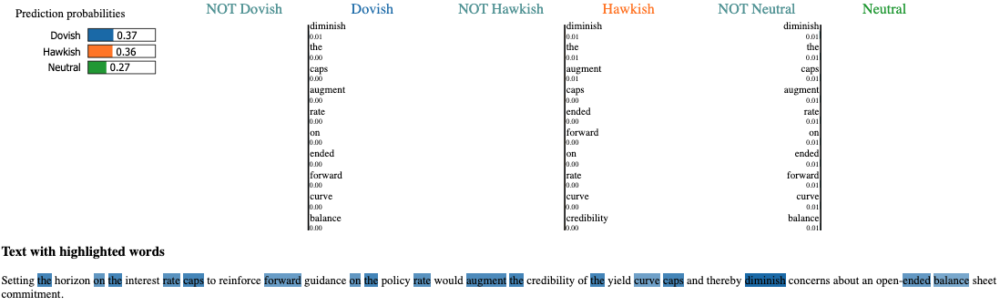 Prediction probabilities
Dovish 0.37
Hawkish 0.36
Neutral 0.27
NOT Dovish Dovish
diminish
0.01
the
0.00
caps
0.00
augment
0.00
rate
0.00
on
0.00
ended
0.00
forward
0.00
curve
0.00
balance
0.00
NOT Hawkish Hawkish
diminish
0.01
the
0.01
augment
0.01
caps
0.00
ended
0.00
forward
0.00
on
0.00
rate
0.00
curve
0.00
credibility
0.00
NOT Neutral Neutral
diminish
0.01
the
0.01
caps
0.01
augment
0.01
rate
0.01
on
0.01
ended
0.01
forward
0.01
curve
0.01
balance
0.01
Text with highlighted words
Setting the horizon on the interest rate caps to reinforce forward guidance on the policy rate would augment the credibility of the yield curve caps and thereby diminish concerns about an open-ended balance sheet
commitment.